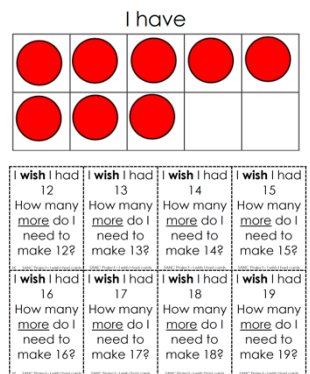 I have
I wish I had
12
How many
more do I
need to
make 12?
I wish I had
13
How many
more do I
need to
make 13?
I wish I had
14
How many
more do I
need to
make 14?
I wish I had
15
How many
more do I
need to
make 15?
I wish I had
16
How many
more do I
need to
make 16?
I wish I had
17
How many
more do I
need to
make 17?
I wish I had
18
How many
more do I
need to
make 18?
I wish I had
19
How many
more do I
need to
make 19?